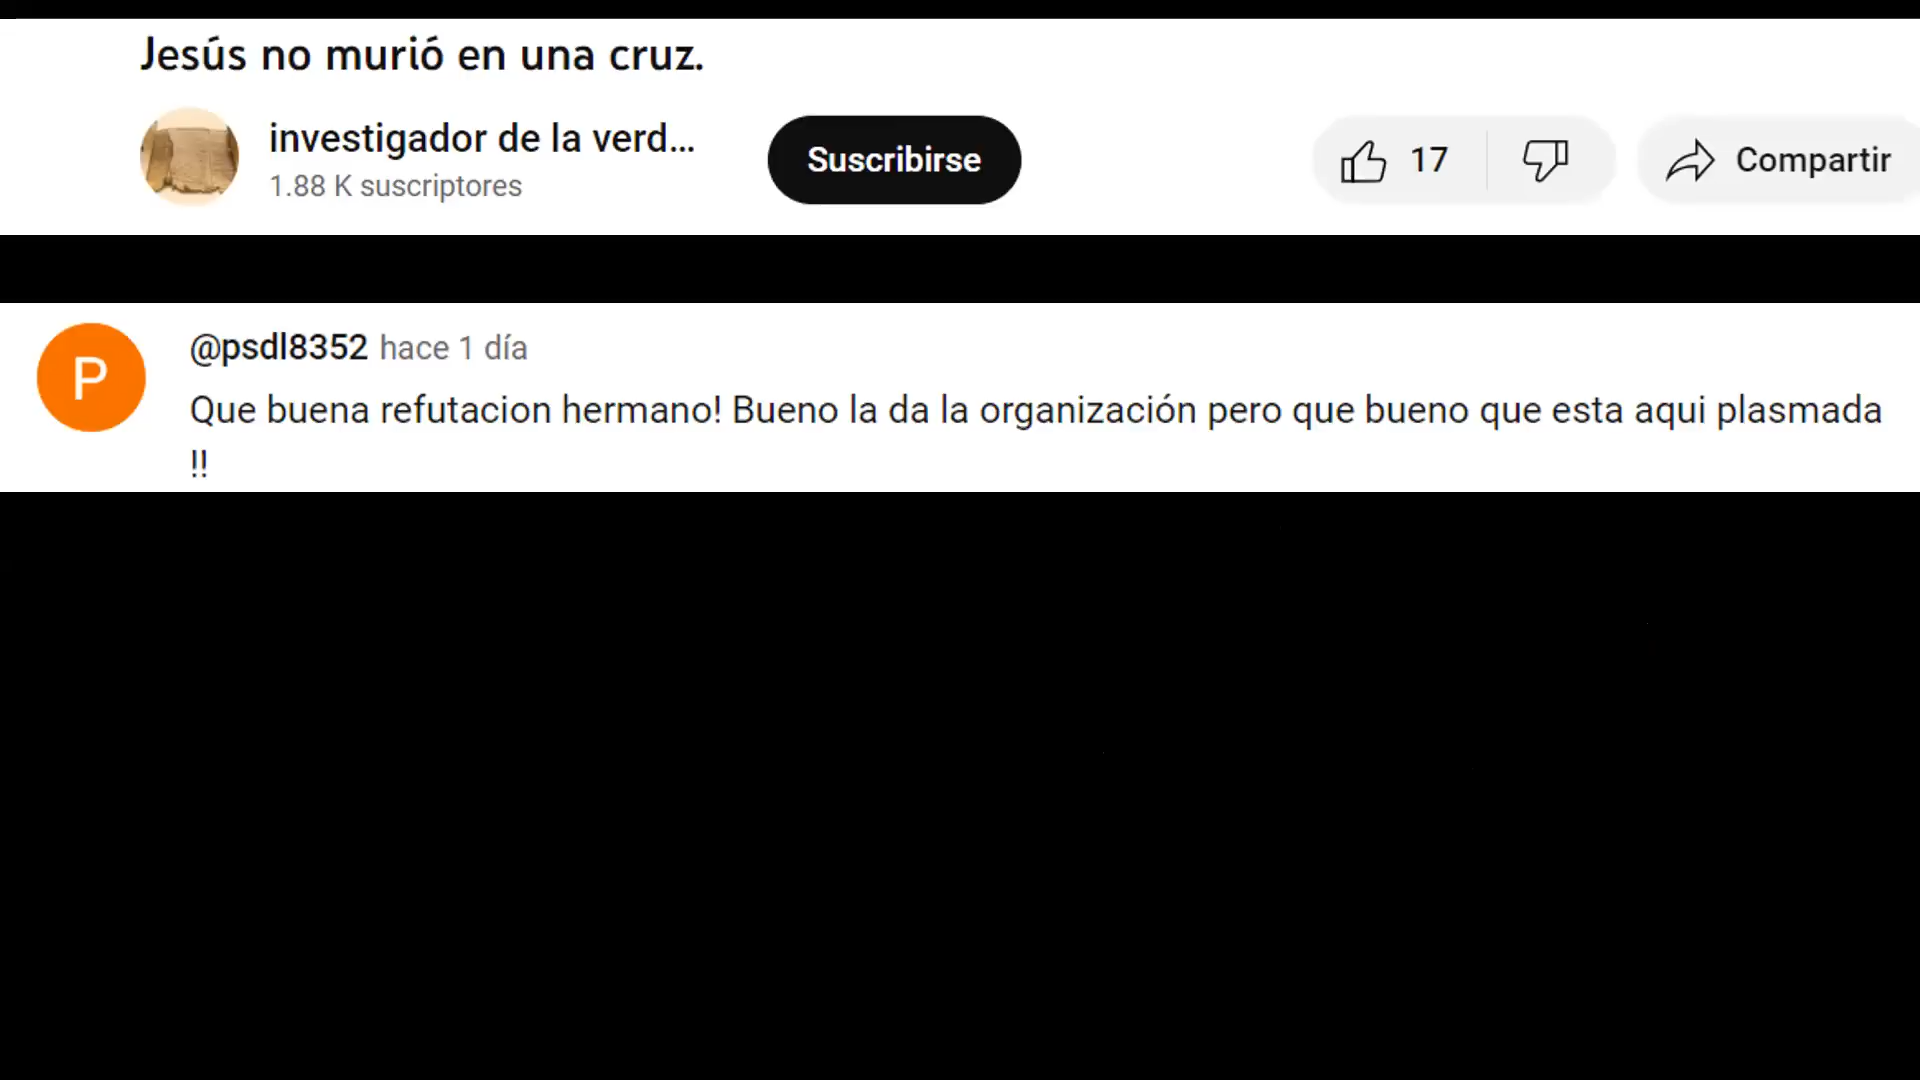 Jesús no murió en una cruz.
investigador de la verd...
1.88 K suscriptores
Suscribirse
17
Compartir
P
@psdl8352 hace 1 día
Que buena refutacion hermano! Bueno la da la organización pero que bueno que esta aqui plasmada
!!